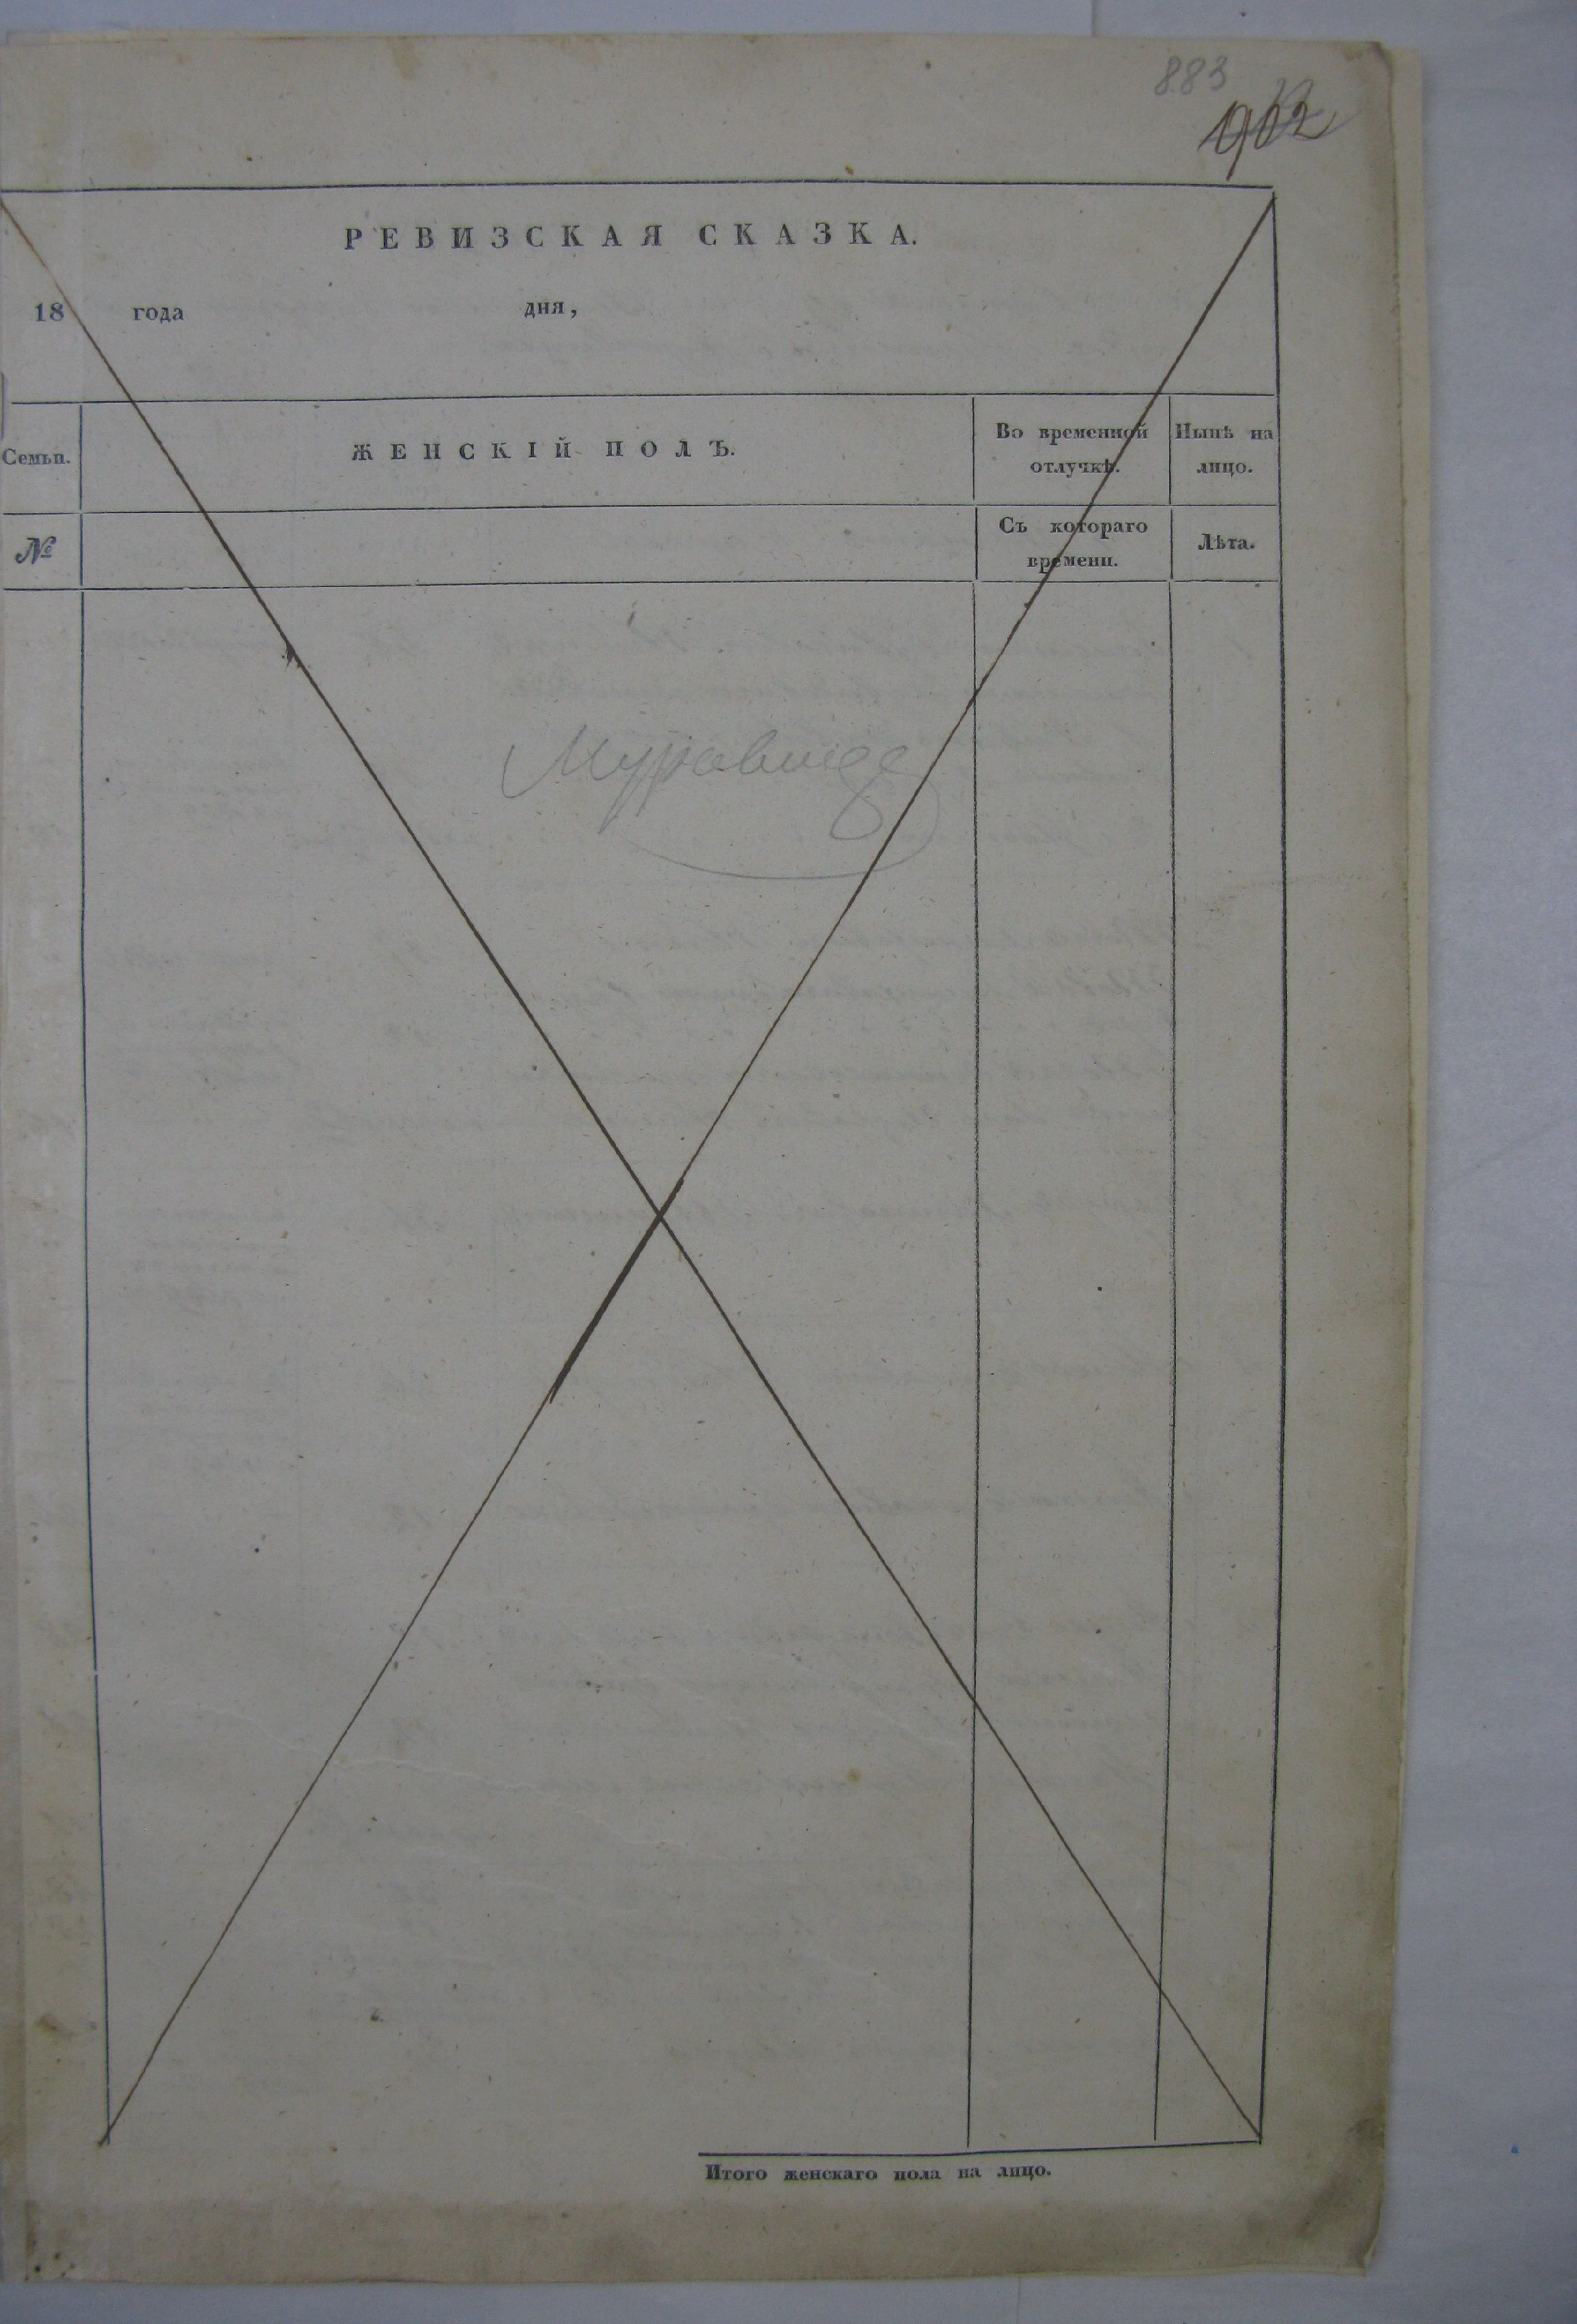 883
902
РЕВИЗСКАЯ СКАЗКА.
18 года дня,
Семьи. ЖЕНСКІЙ ПОЛЪ. Во временной отлучкѣ. Нынѣ на лицо.
№ Съ котораго времени. Лѣта.
Итого женскаго пола на лицо.